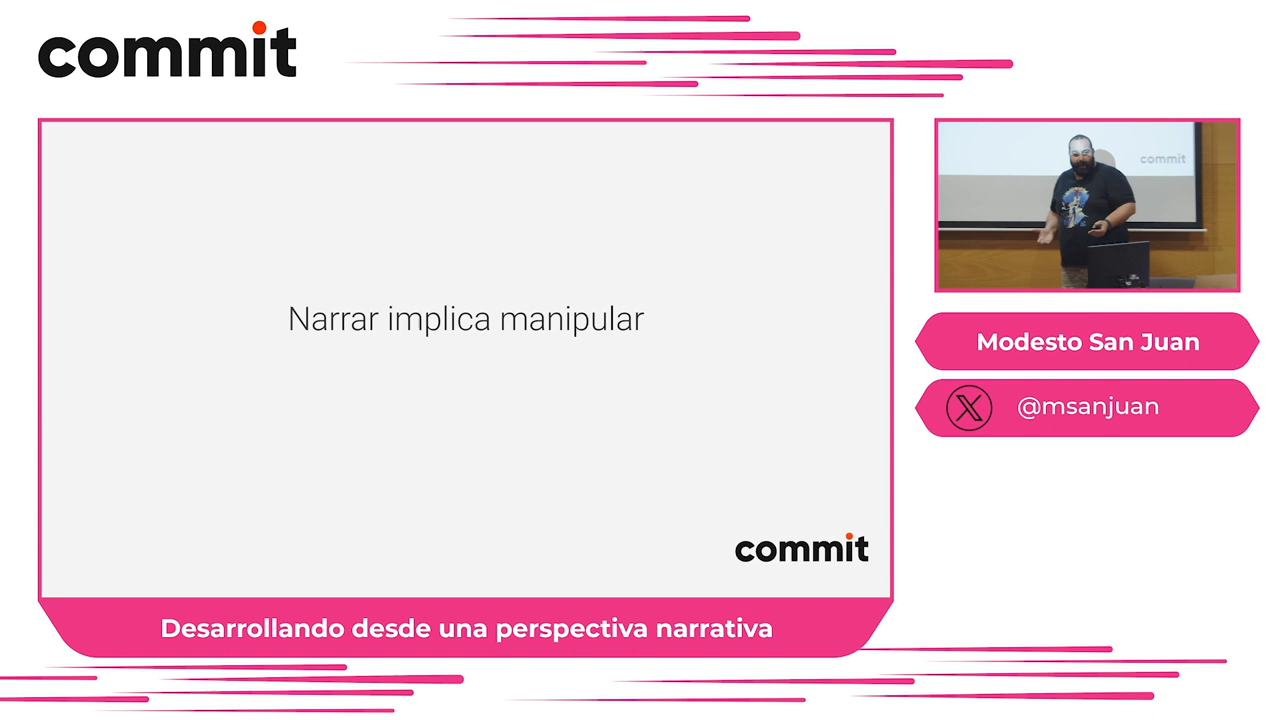 commit
Narrar implica manipular
commit
Desarrollando desde una perspectiva narrativa
commit
Modesto San Juan
@msanjuan